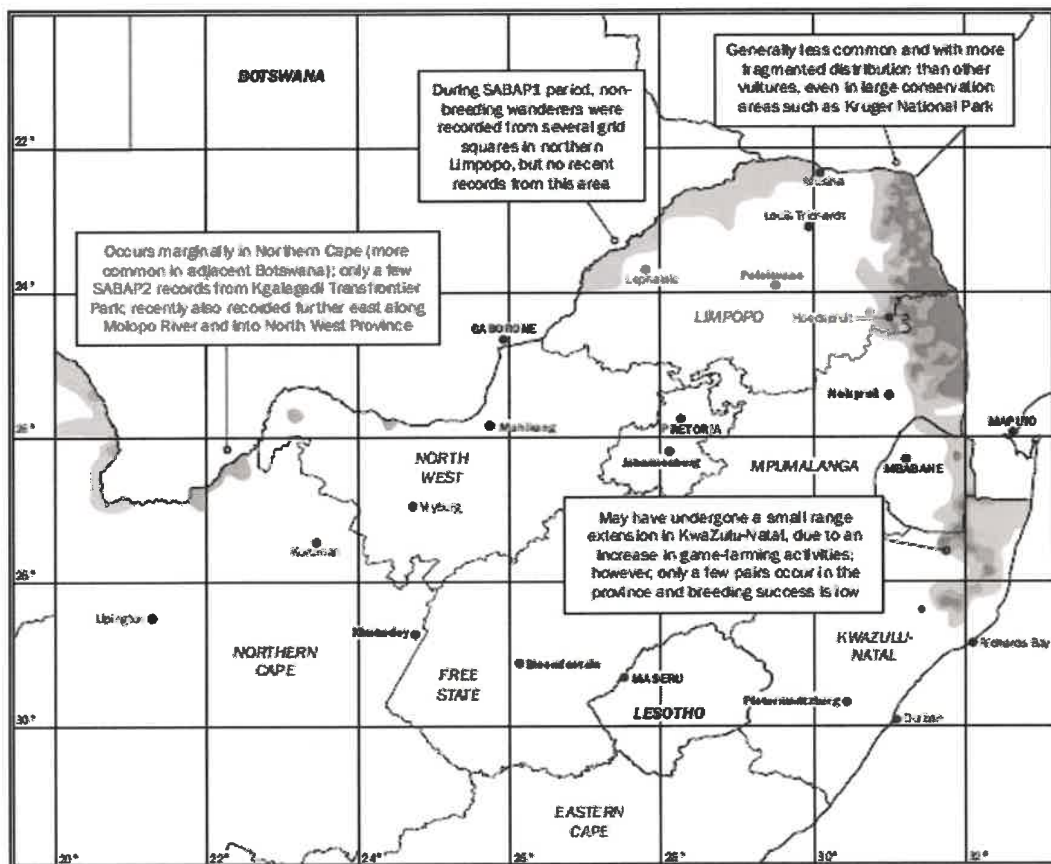 BOTSWANA
During SABAP1 period, non-
breeding wanderers were
recorded from several grid
squares in northern
Limpopo, but no recent
records from this area
Generally less common and with more
fragmented distribution than other
vultures, even in large conservation
areas such as Kruger National Park
22°
Musina
Louis Trichardt
Occurs marginally in Northern Cape (more
common in adjacent Botswana); only a few
SABAP2 records from Kgalagadi Transfrontier
Park; recently also recorded further east along
Molopo River and into North West Province
Lephalale
Polokwane
24°
LIMPOPO
Hoedspruit
GABORONE
Nelspruit
Mahikeng
PRETORIA
MAPUTO
26°
NORTH
WEST
Johannesburg
MPUMALANGA
MBABANE
Vryburg
May have undergone a small range
extension in KwaZulu-Natal, due to an
increase in game-farming activities;
however, only a few pairs occur in the
province and breeding success is low
Kuruman
Upington
Kimberley
NORTHERN
CAPE
FREE
STATE
Bloemfontein
MASERU
LESOTHO
KWAZULU-
NATAL
Richards Bay
Pietermaritzburg
Durban
30°
EASTERN
CAPE
20°
22°
24°
26°
28°
30°
32°